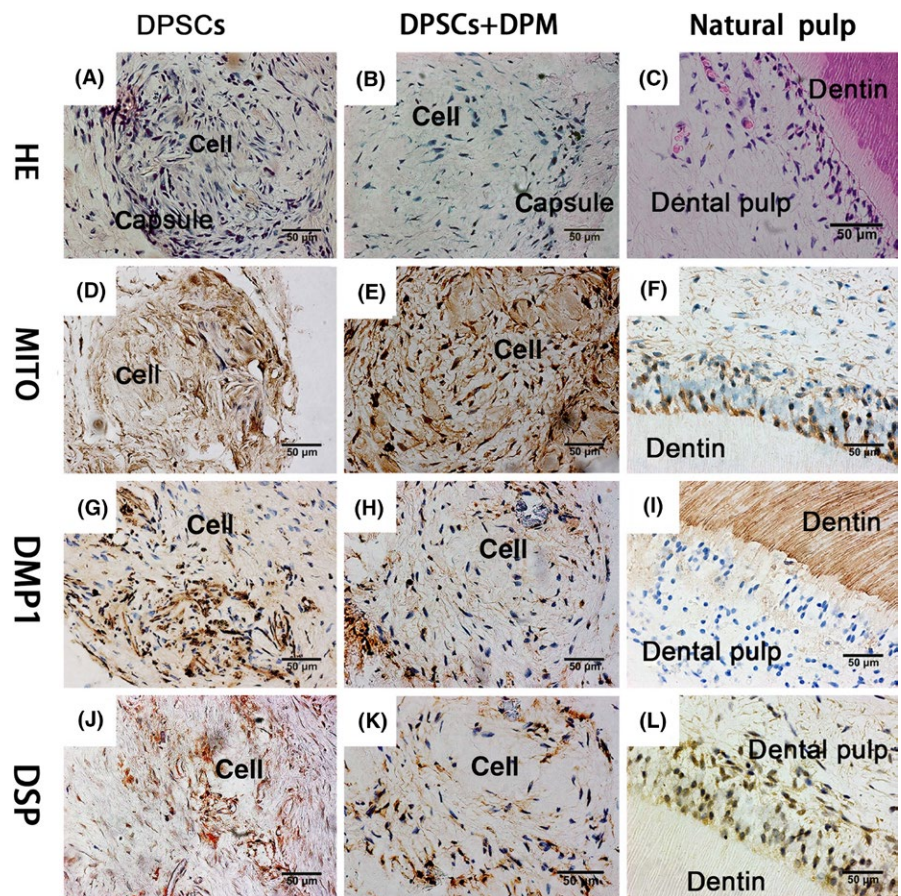 DPSCs
DPSCs+DPM
Natural pulp
HE
(A)
Cell
Capsule
50 µm
(B)
Cell
Capsule
50 µm
(C)
Dentin
Dental pulp
50 µm
MITO
(D)
Cell
50 µm
(E)
Cell
50 µm
(F)
Dentin
50 µm
DMP1
(G)
Cell
50 µm
(H)
Cell
50 µm
(I)
Dentin
Dental pulp
50 µm
DSP
(J)
Cell
50 µm
(K)
Cell
50 µm
(L)
Dental pulp
Dentin
50 µm